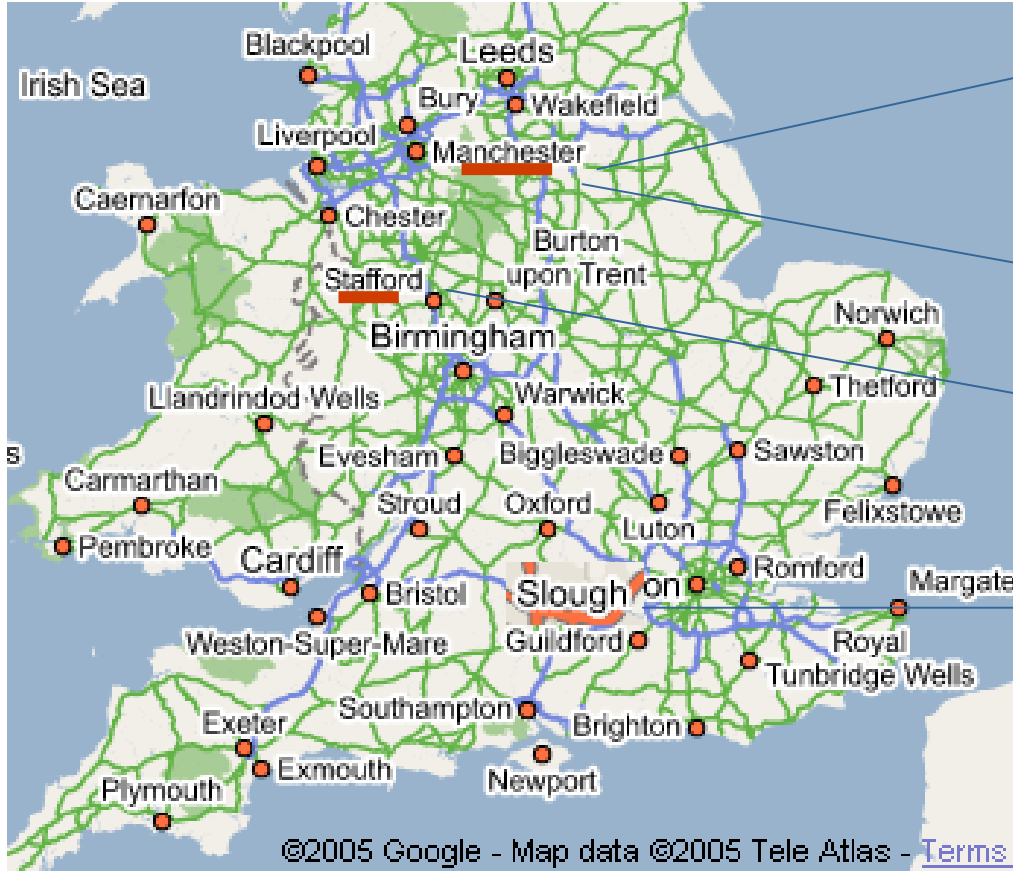 Blackpool
Leeds
Irish Sea
Bury
Wakefield
Liverpool
Manchester
Caernarfon
Chester
Burton
upon Trent
Stafford
Norwich
Birmingham
Thetford
Llandrindod Wells
Warwick
s
Evesham
Biggleswade
Sawston
Carmarthan
Stroud
Oxford
Luton
Felixstowe
Pembroke
Cardiff
Romford
Slough
on
Bristol
Margate
Weston-Super-Mare
Guildford
Royal
Tunbridge Wells
Southampton
Brighton
Exeter
Exmouth
Newport
Plymouth
©2005 Google - Map data ©2005 Tele Atlas - Terms